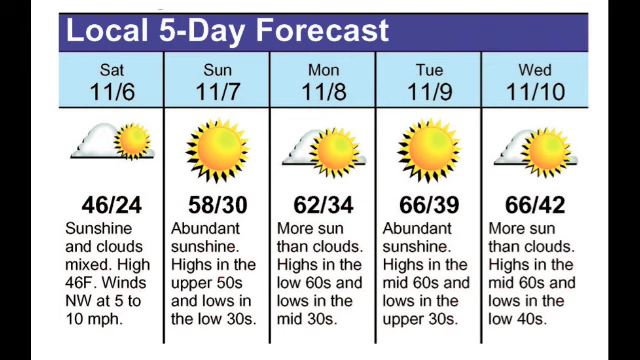 Local 5-Day Forecast
Sat
11/6
Sun
11/7
Mon
11/8
Tue
11/9
Wed
11/10
46/24
Sunshine
and clouds
mixed. High
46F. Winds
NW at 5 to
10 mph.
58/30
Abundant
sunshine.
Highs in the
upper 50s
and lows in
the low 30s.
62/34
More sun
than clouds.
Highs in the
low 60s and
lows in the
mid 30s.
66/39
Abundant
sunshine.
Highs in the
mid 60s and
lows in the
upper 30s.
66/42
More sun
than clouds.
Highs in the
mid 60s and
lows in the
low 40s.